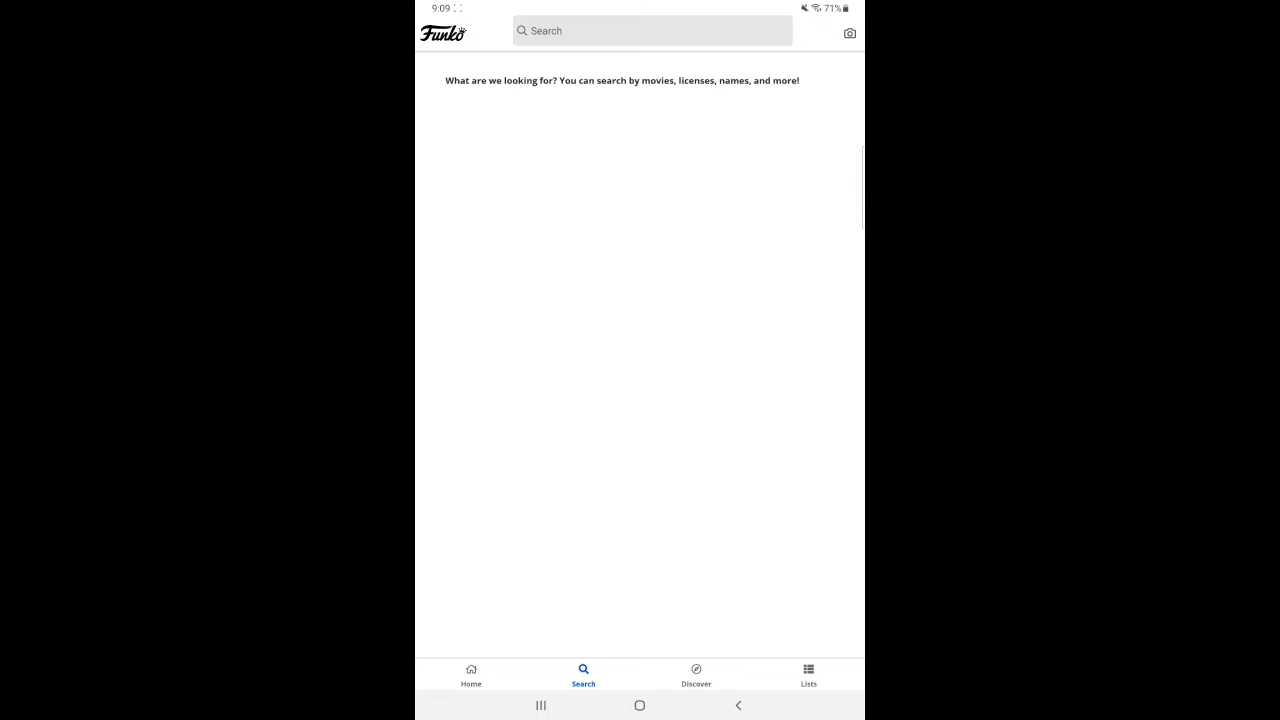 9:09
71%
Funko
Search
What are we looking for? You can search by movies, licenses, names, and more!
Home
Search
Discover
Lists